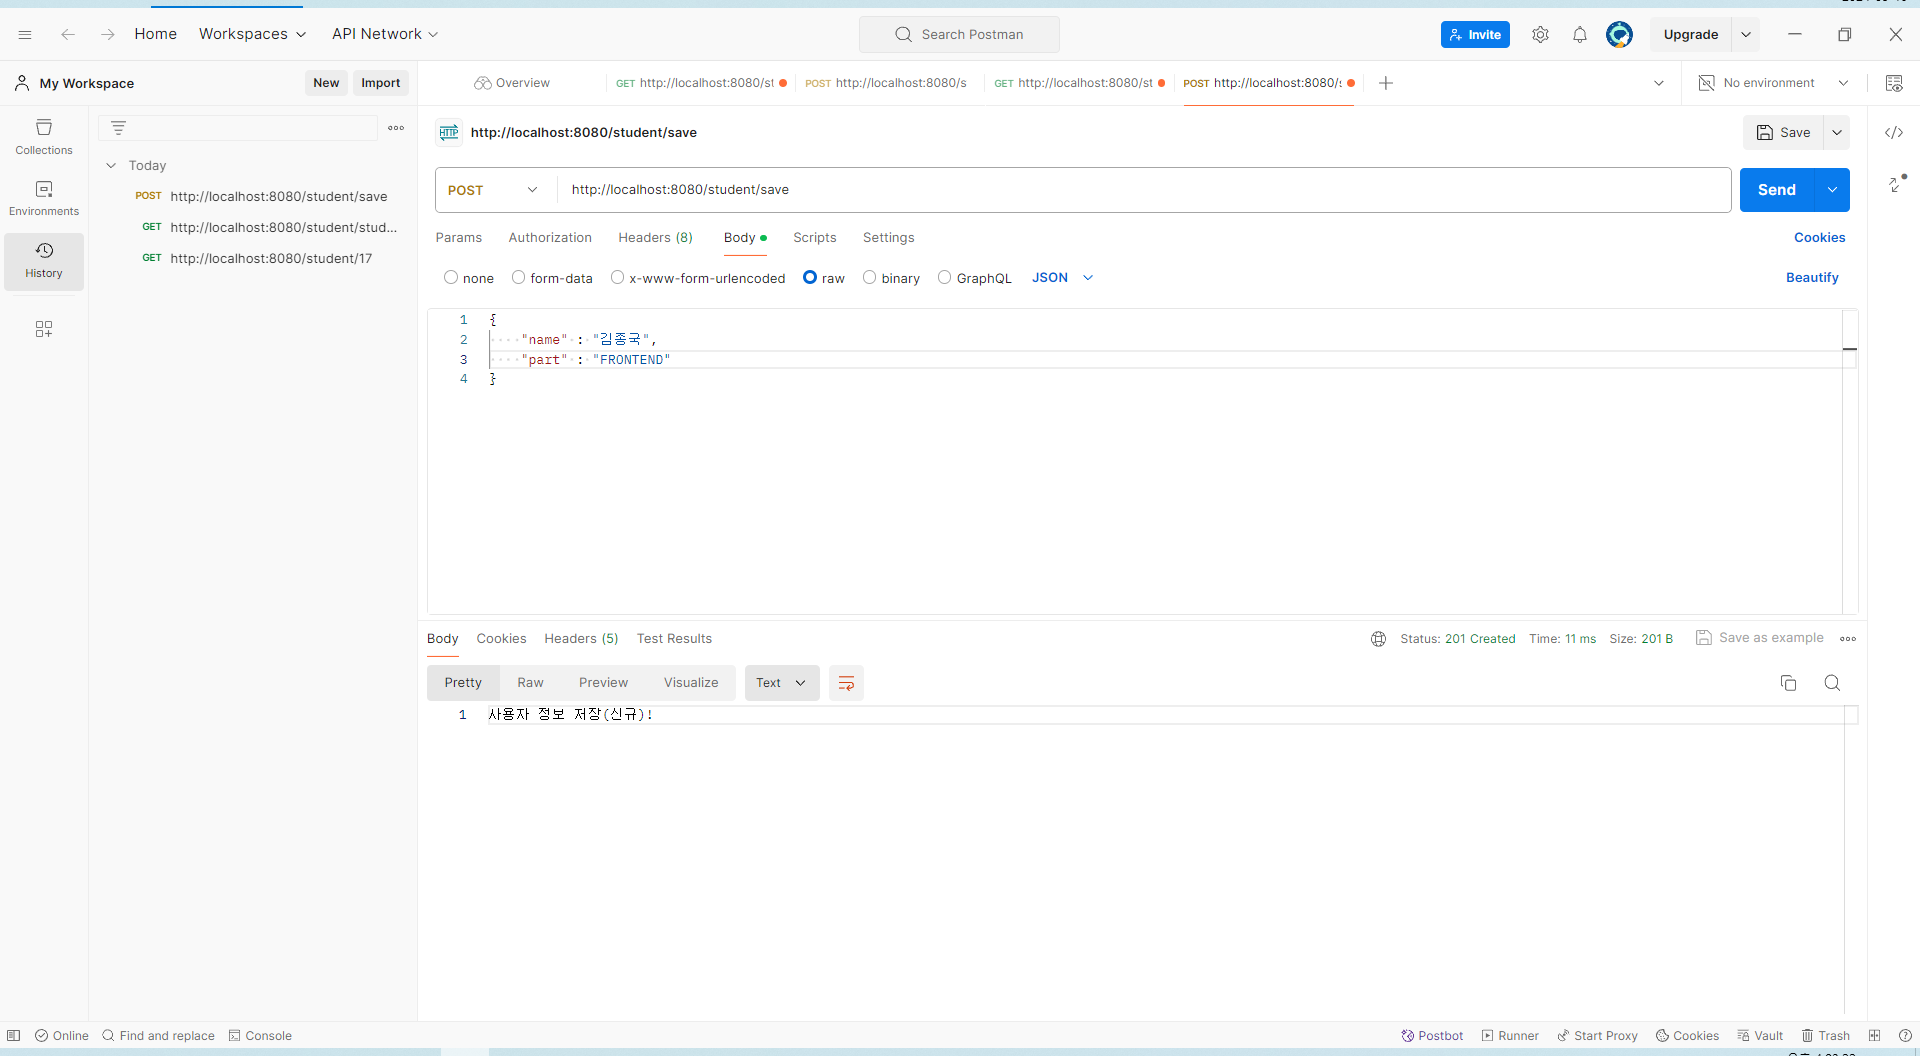 Home Workspaces API Network Search Postman Invite Upgrade
My Workspace New Import Overview GET http://localhost:8080/st POST http://localhost:8080/s GET http://localhost:8080/st POST http://localhost:8080/s No environment
Collections
Environments
History
Today
POST http://localhost:8080/student/save
GET http://localhost:8080/student/stud...
GET http://localhost:8080/student/17
HTTP http://localhost:8080/student/save Save
POST http://localhost:8080/student/save Send
Params Authorization Headers (8) Body Scripts Settings Cookies
none form-data x-www-form-urlencoded raw binary GraphQL JSON Beautify
1 {
2 "name" : "김종국",
3 "part" : "FRONTEND"
4 }
Body Cookies Headers (5) Test Results Status: 201 Created Time: 11 ms Size: 201 B Save as example
Pretty Raw Preview Visualize Text
1 사용자 정보 저장(신규)!
Online Find and replace Console Postbot Runner Start Proxy Cookies Vault Trash